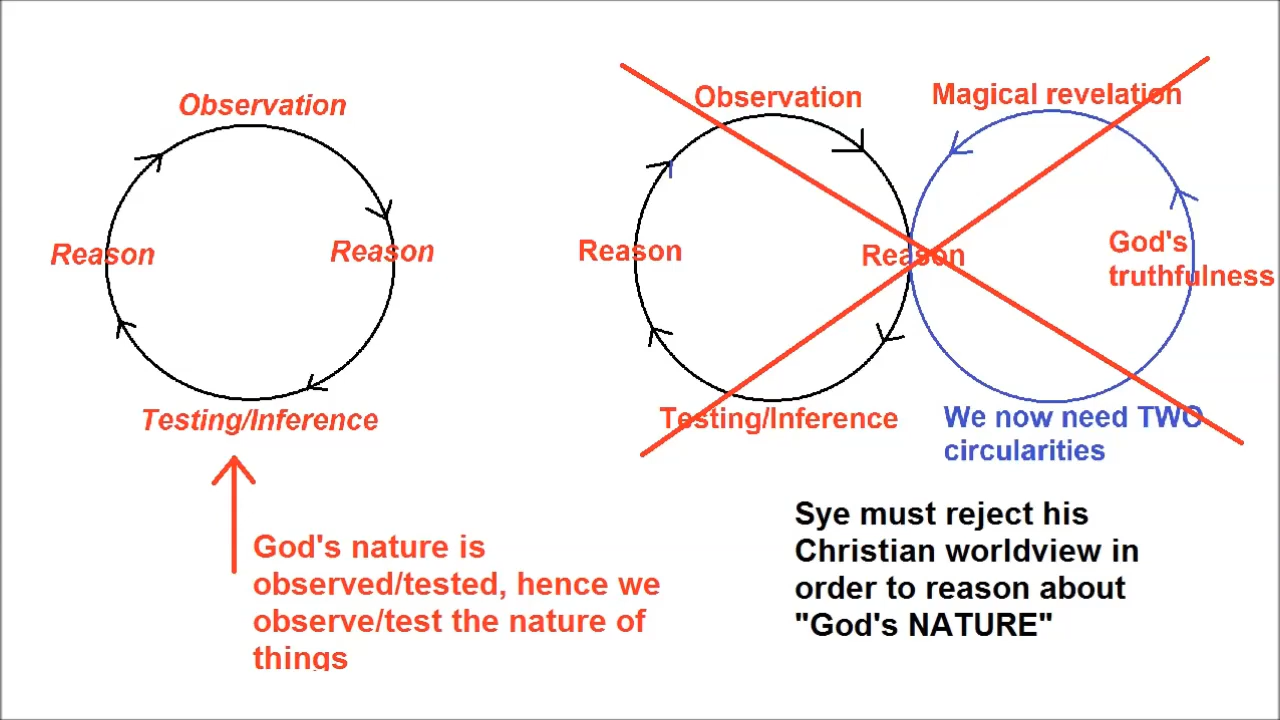 Observation
Reason
Reason
Testing/Inference
God's nature is
observed/tested, hence we
observe/test the nature of
things
Observation
Magical revelation
Reason
Reason
God's
truthfulness
Testing/Inference
We now need TWO
circularities
Sye must reject his
Christian worldview in
order to reason about
"God's NATURE"